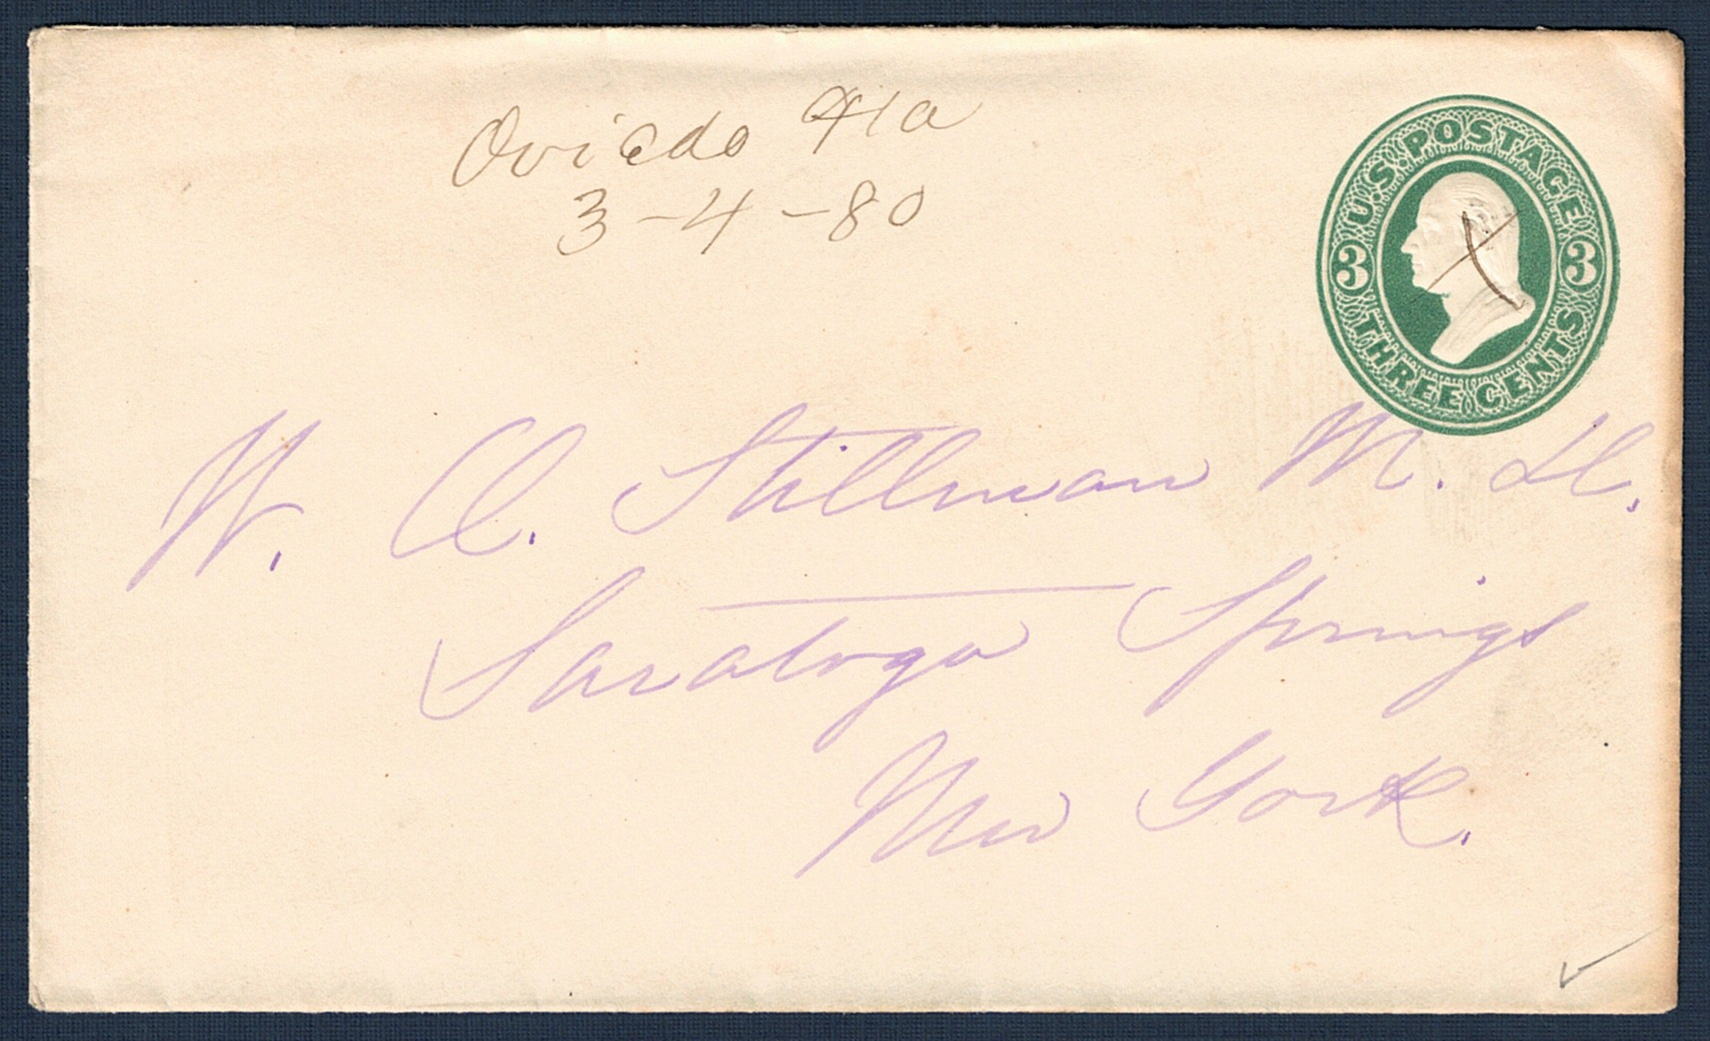 Oviedo Fla
3-4-80
U.S. POSTAGE
3 3
THREE CENTS
W. A. Stillman M. D.
Saratoga Springs
New York.